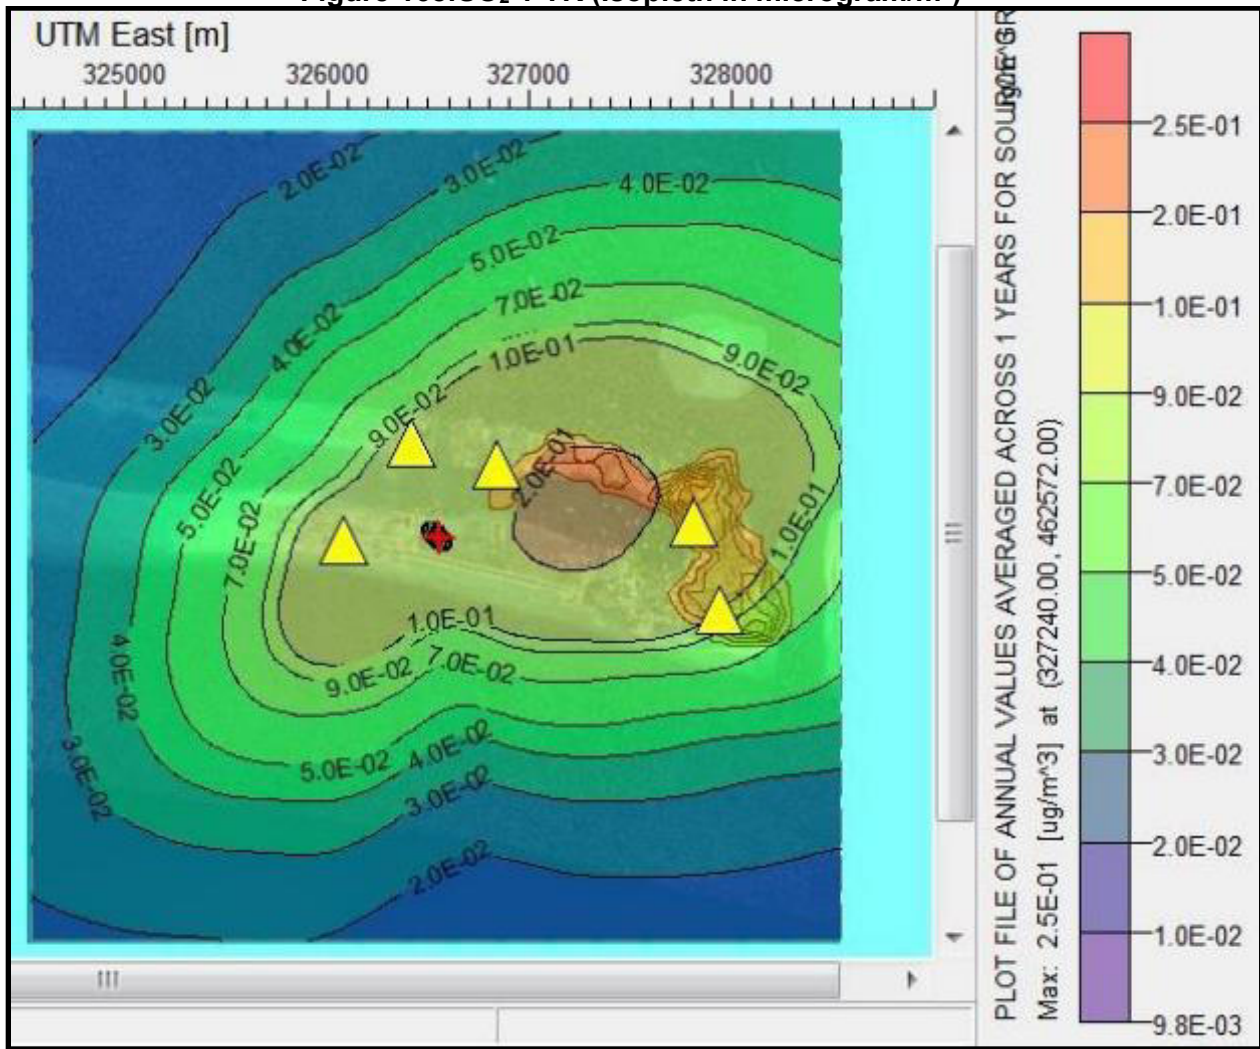 UTM East [m]
325000 326000 327000 328000
2.0E-02
3.0E-02
4.0E-02
5.0E-02
7.0E-02
4.0E-02
1.0E-01
9.0E-02
3.0E-02
9.0E-02
5.0E-02
2.0E-01
7.0E-02
1.0E-01
1.0E-01
4.0E-02
9.0E-02
7.0E-02
3.0E-02
5.0E-02
4.0E-02
3.0E-02
2.0E-02
PLOT FILE OF ANNUAL VALUES AVERAGED ACROSS 1 YEARS FOR
Max: 2.5E-01 [ug/m^3] at (327240.00, 462572.00)
2.5E-01
2.0E-01
1.0E-01
9.0E-02
7.0E-02
5.0E-02
4.0E-02
3.0E-02
2.0E-02
1.0E-02
9.8E-03